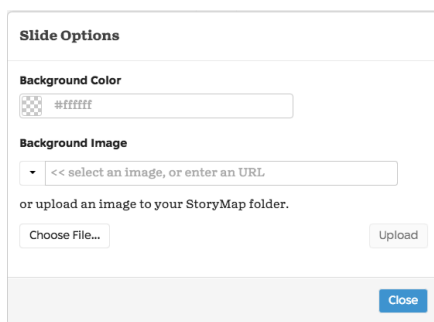 Slide Options
Background Color
#ffffff
Background Image
<< select an image, or enter an URL
or upload an image to your StoryMap folder.
Choose File...
Upload
Close